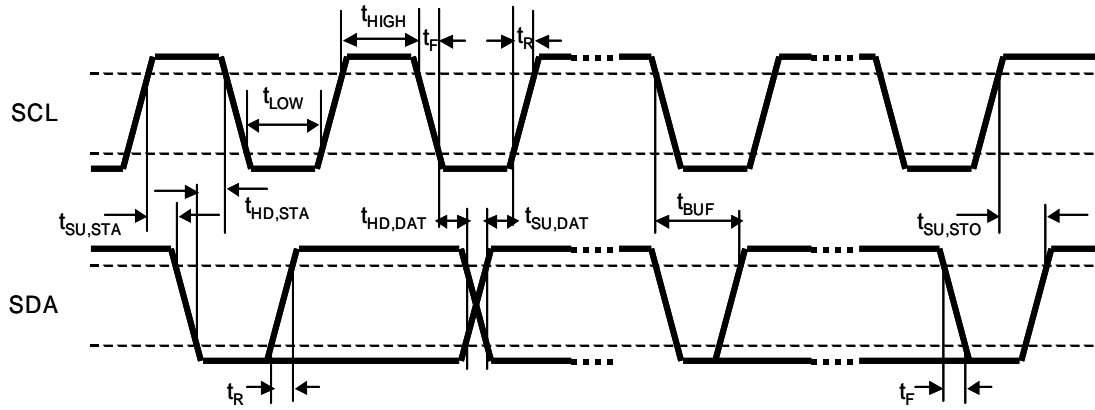 tHIGH
tF
tR
SCL
tLOW
tSU,STA
tHD,STA
tHD,DAT
tSU,DAT
tBUF
tSU,STO
SDA
tR
tF